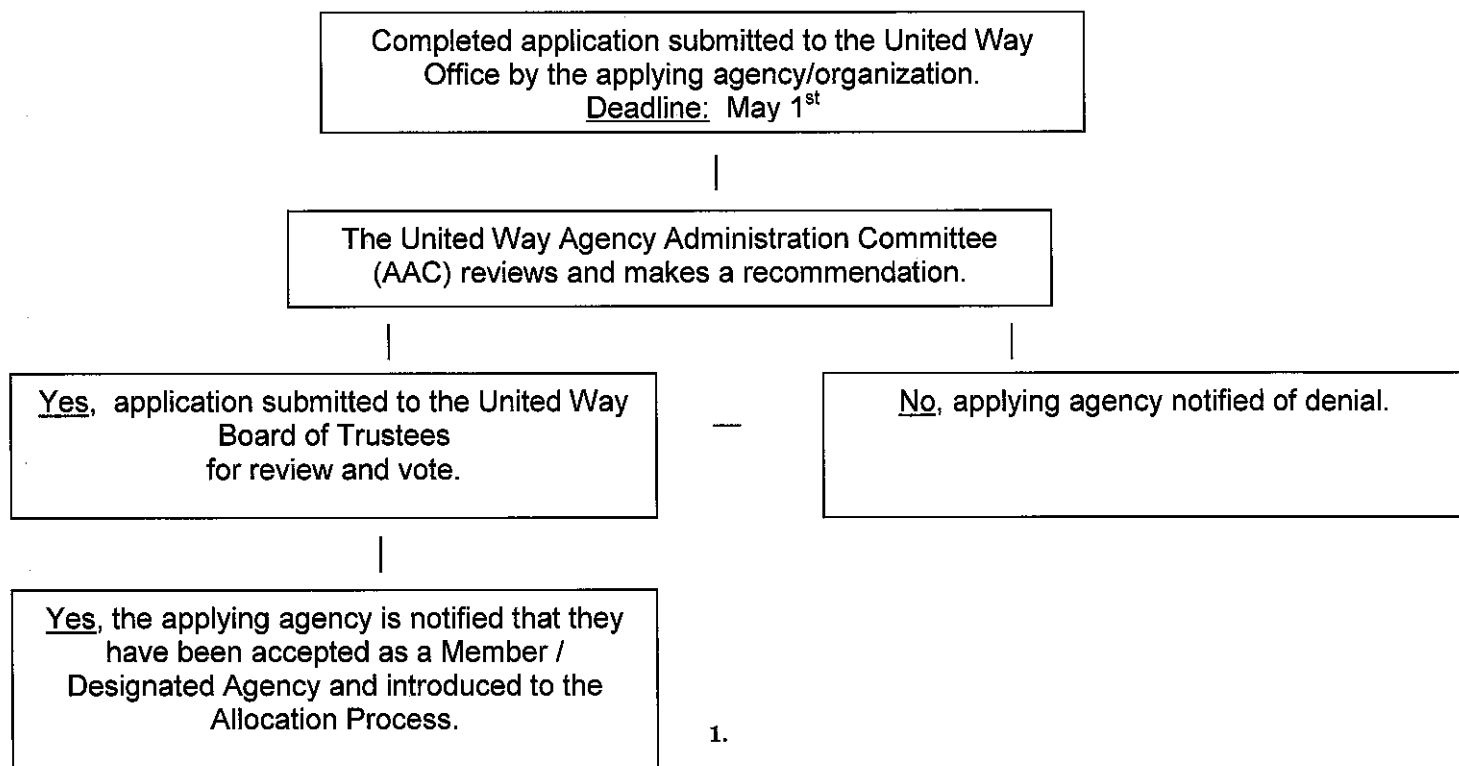 Completed application submitted to the United Way
Office by the applying agency/organization.
Deadline: May 1st
The United Way Agency Administration Committee
(AAC) reviews and makes a recommendation.
Yes, application submitted to the United Way
Board of Trustees
for review and vote.
No, applying agency notified of denial.
Yes, the applying agency is notified that they
have been accepted as a Member /
Designated Agency and introduced to the
Allocation Process.
1.